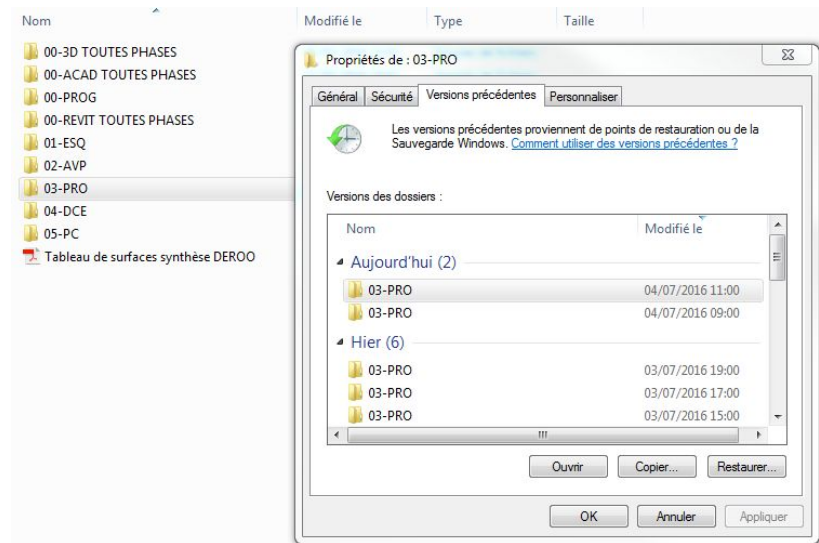 Nom Modifié le Type Taille
00-3D TOUTES PHASES
00-ACAD TOUTES PHASES
00-PROG
00-REVIT TOUTES PHASES
01-ESQ
02-AVP
03-PRO
04-DCE
05-PC
Tableau de surfaces synthèse DEROO
Propriétés de : 03-PRO
Général Sécurité Versions précédentes Personnaliser
Les versions précédentes proviennent de points de restauration ou de la
Sauvegarde Windows. Comment utiliser des versions précédentes ?
Versions des dossiers :
Nom Modifié le
Aujourd'hui (2)
03-PRO 04/07/2016 11:00
03-PRO 04/07/2016 09:00
Hier (6)
03-PRO 03/07/2016 19:00
03-PRO 03/07/2016 17:00
03-PRO 03/07/2016 15:00
Ouvrir Copier... Restaurer...
OK Annuler Appliquer